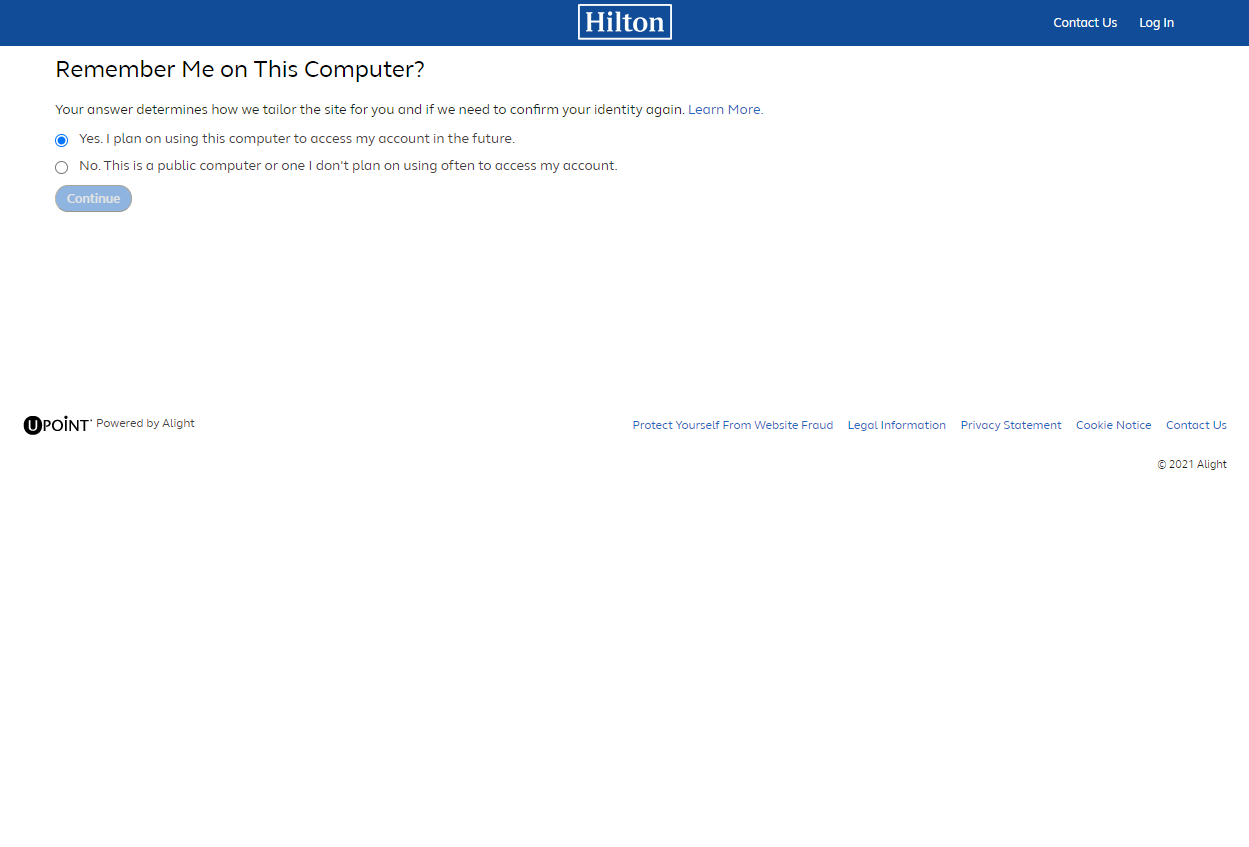 Hilton
Contact Us
Log In
Remember Me on This Computer?
Your answer determines how we tailor the site for you and if we need to confirm your identity again. Learn More.
Yes. I plan on using this computer to access my account in the future.
No. This is a public computer or one I don't plan on using often to access my account.
Continue
UPOINT Powered by Alight
Protect Yourself From Website Fraud
Legal Information
Privacy Statement
Cookie Notice
Contact Us
© 2021 Alight